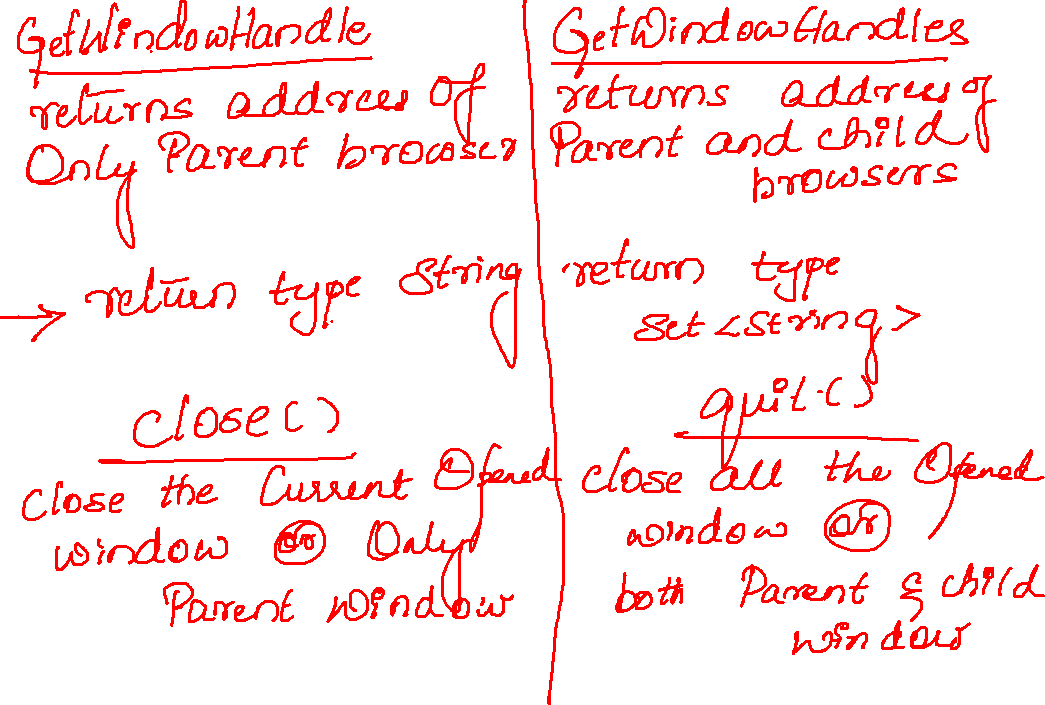 GetWindowHandle
returns address of
Only Parent browser
→ return type String
close()
close the Current Opened
window or Only
Parent window
GetWindowHandles
returns address of
Parent and child
browsers
return type
set <string>
quit()
close all the Opened
window or
both Parent & child
window